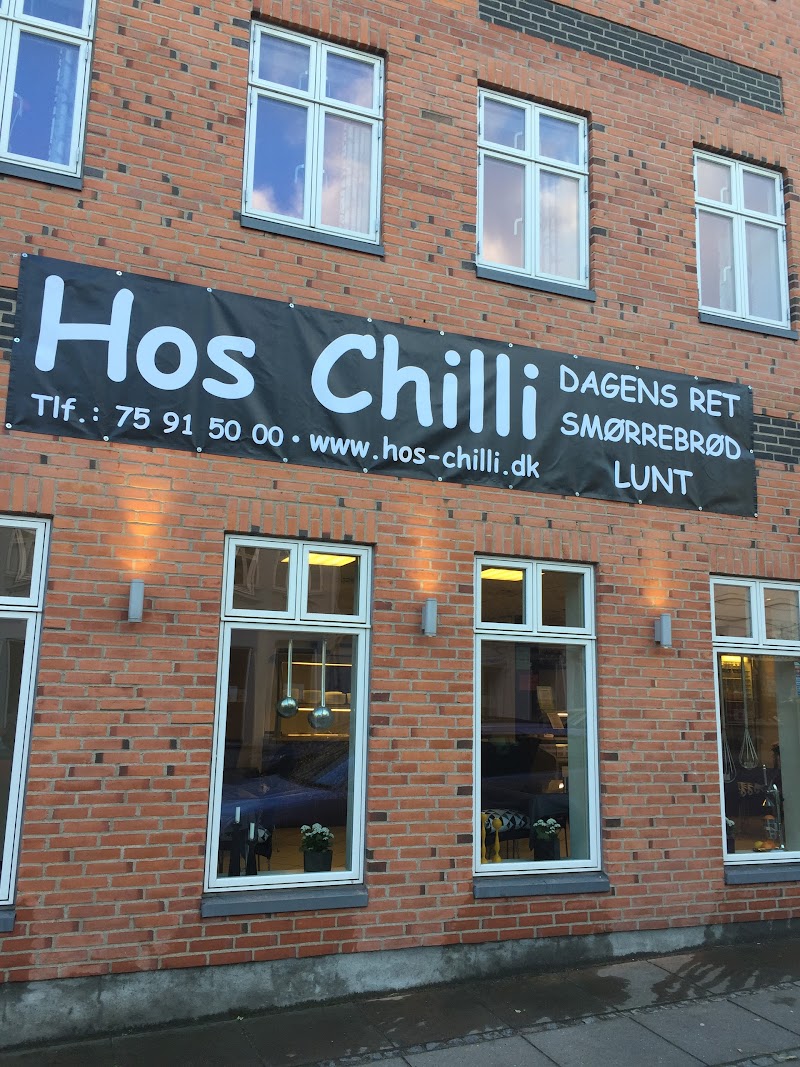 Hos Chilli
Tlf.: 75 91 50 00 · www.hos-chilli.dk
DAGENS RET
SMØRREBRØD
LUNT